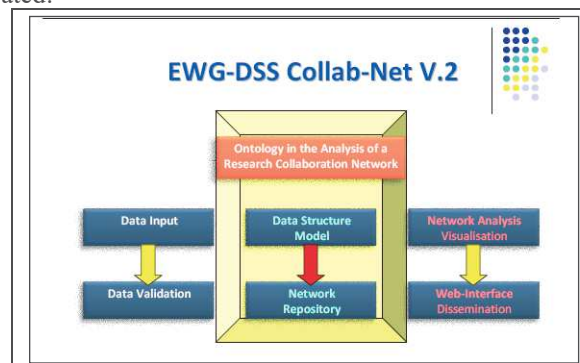 ated.
EWG-DSS Collab-Net V.2
Ontology in the Analysis of a
Research Collaboration Network
Data Input
Data Structure
Model
Network Analysis
Visualisation
Data Validation
Network
Repository
Web-Interface
Dissemination